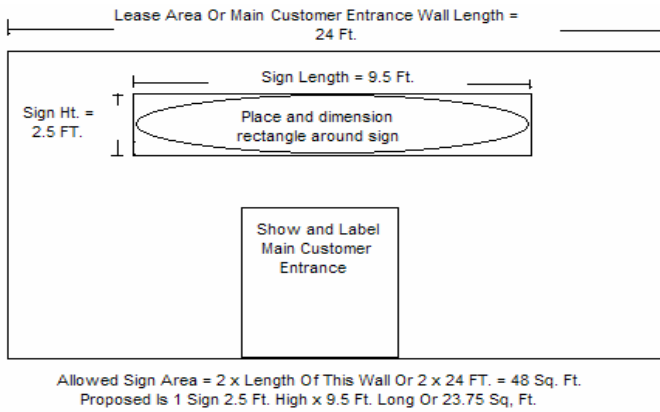 Lease Area Or Main Customer Entrance Wall Length =
24 Ft.
Sign Length = 9.5 Ft.
Sign Ht. =
2.5 FT.
Place and dimension
rectangle around sign
Show and Label
Main Customer
Entrance
Allowed Sign Area = 2 x Length Of This Wall Or 2 x 24 FT. = 48 Sq. Ft.
Proposed Is 1 Sign 2.5 Ft. High x 9.5 Ft. Long Or 23.75 Sq, Ft.